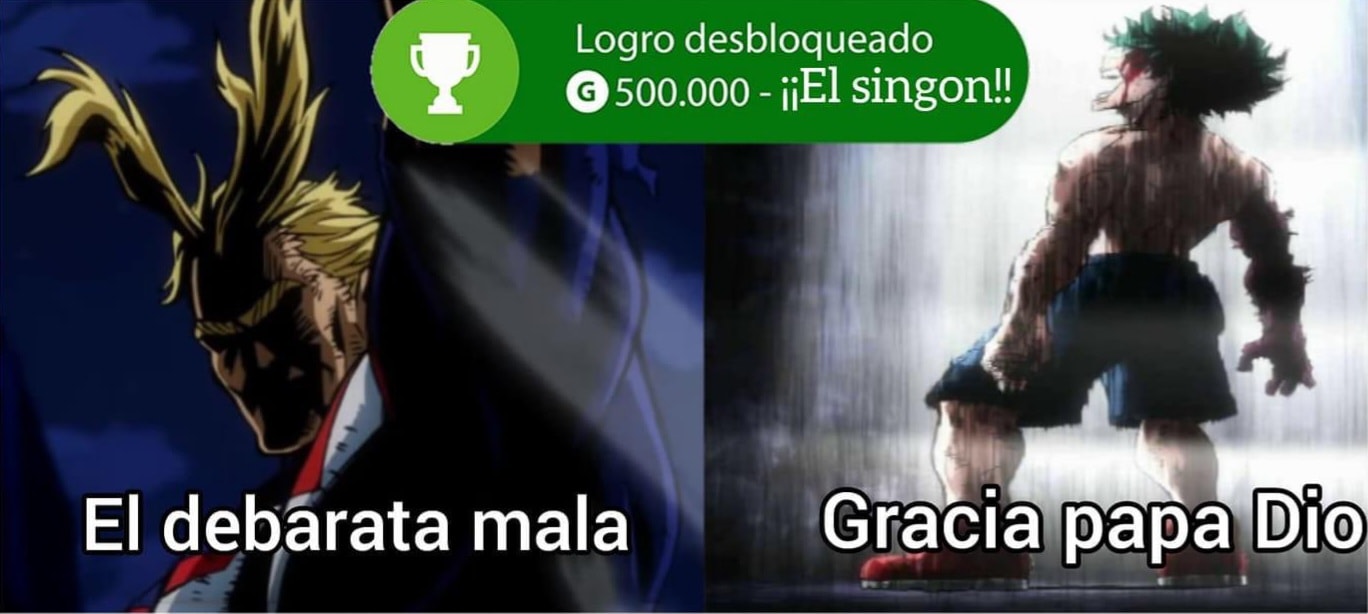 Logro desbloqueado
G 500.000 - ¡¡El singon!!
El debarata mala
Gracia papa Dio